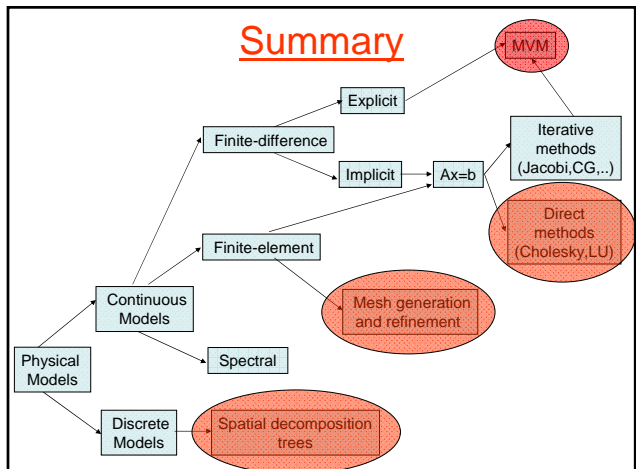 Summary
MVM
Explicit
Finite-difference
Iterative
methods
(Jacobi,CG,..)
Implicit
Ax=b
Direct
methods
(Cholesky,LU)
Finite-element
Continuous
Models
Mesh generation
and refinement
Physical
Models
Spectral
Discrete
Models
Spatial decomposition
trees